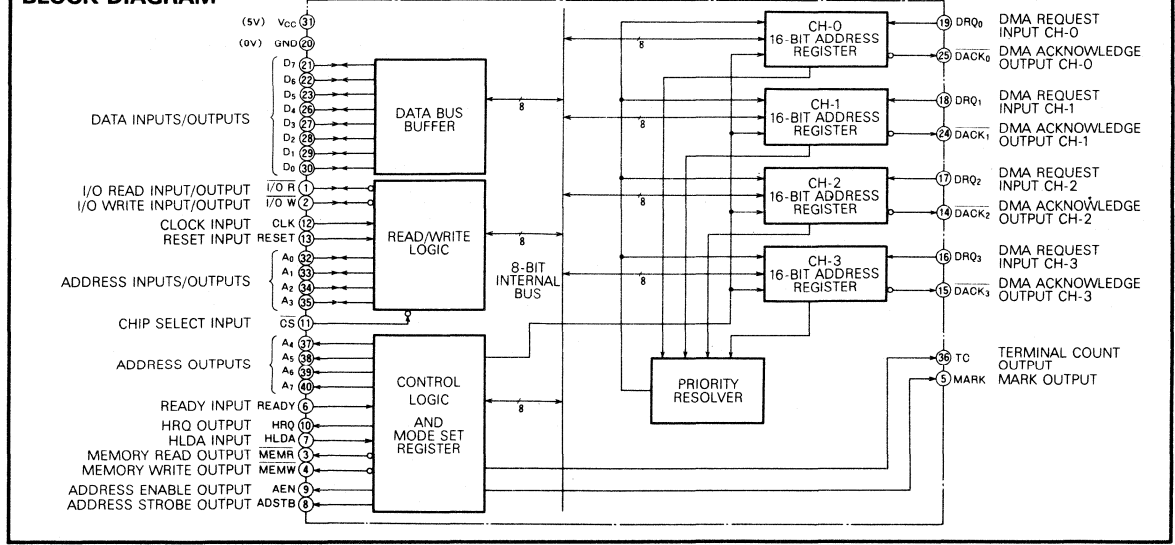 BLOCK DIAGRAM
(5V) VCC 31
(0V) GND 20
DATA INPUTS/OUTPUTS
D7 21
D6 22
D5 23
D4 26
D3 27
D2 28
D1 29
D0 30
I/O READ INPUT/OUTPUT I/O R 1
I/O WRITE INPUT/OUTPUT I/O W 2
CLOCK INPUT CLK 12
RESET INPUT RESET 13
ADDRESS INPUTS/OUTPUTS
A0 32
A1 33
A2 34
A3 35
CHIP SELECT INPUT CS 11
ADDRESS OUTPUTS
A4 37
A5 38
A6 39
A7 40
READY INPUT READY 6
HRQ OUTPUT HRQ 10
HLDA INPUT HLDA 7
MEMORY READ OUTPUT MEMR 3
MEMORY WRITE OUTPUT MEMW 4
ADDRESS ENABLE OUTPUT AEN 9
ADDRESS STROBE OUTPUT ADSTB 8
DATA BUS
BUFFER
8
READ/WRITE
LOGIC
8
8-BIT
INTERNAL
BUS
CONTROL
LOGIC
AND
MODE SET
REGISTER
8
8
CH-0
16-BIT ADDRESS
REGISTER
8
CH-1
16-BIT ADDRESS
REGISTER
8
CH-2
16-BIT ADDRESS
REGISTER
8
CH-3
16-BIT ADDRESS
REGISTER
PRIORITY
RESOLVER
19 DRQ0 DMA REQUEST
INPUT CH-0
25 DACK0 DMA ACKNOWLEDGE
OUTPUT CH-0
18 DRQ1 DMA REQUEST
INPUT CH-1
24 DACK1 DMA ACKNOWLEDGE
OUTPUT CH-1
17 DRQ2 DMA REQUEST
INPUT CH-2
14 DACK2 DMA ACKNOWLEDGE
OUTPUT CH-2
16 DRQ3 DMA REQUEST
INPUT CH-3
15 DACK3 DMA ACKNOWLEDGE
OUTPUT CH-3
36 TC TERMINAL COUNT
OUTPUT
5 MARK MARK OUTPUT